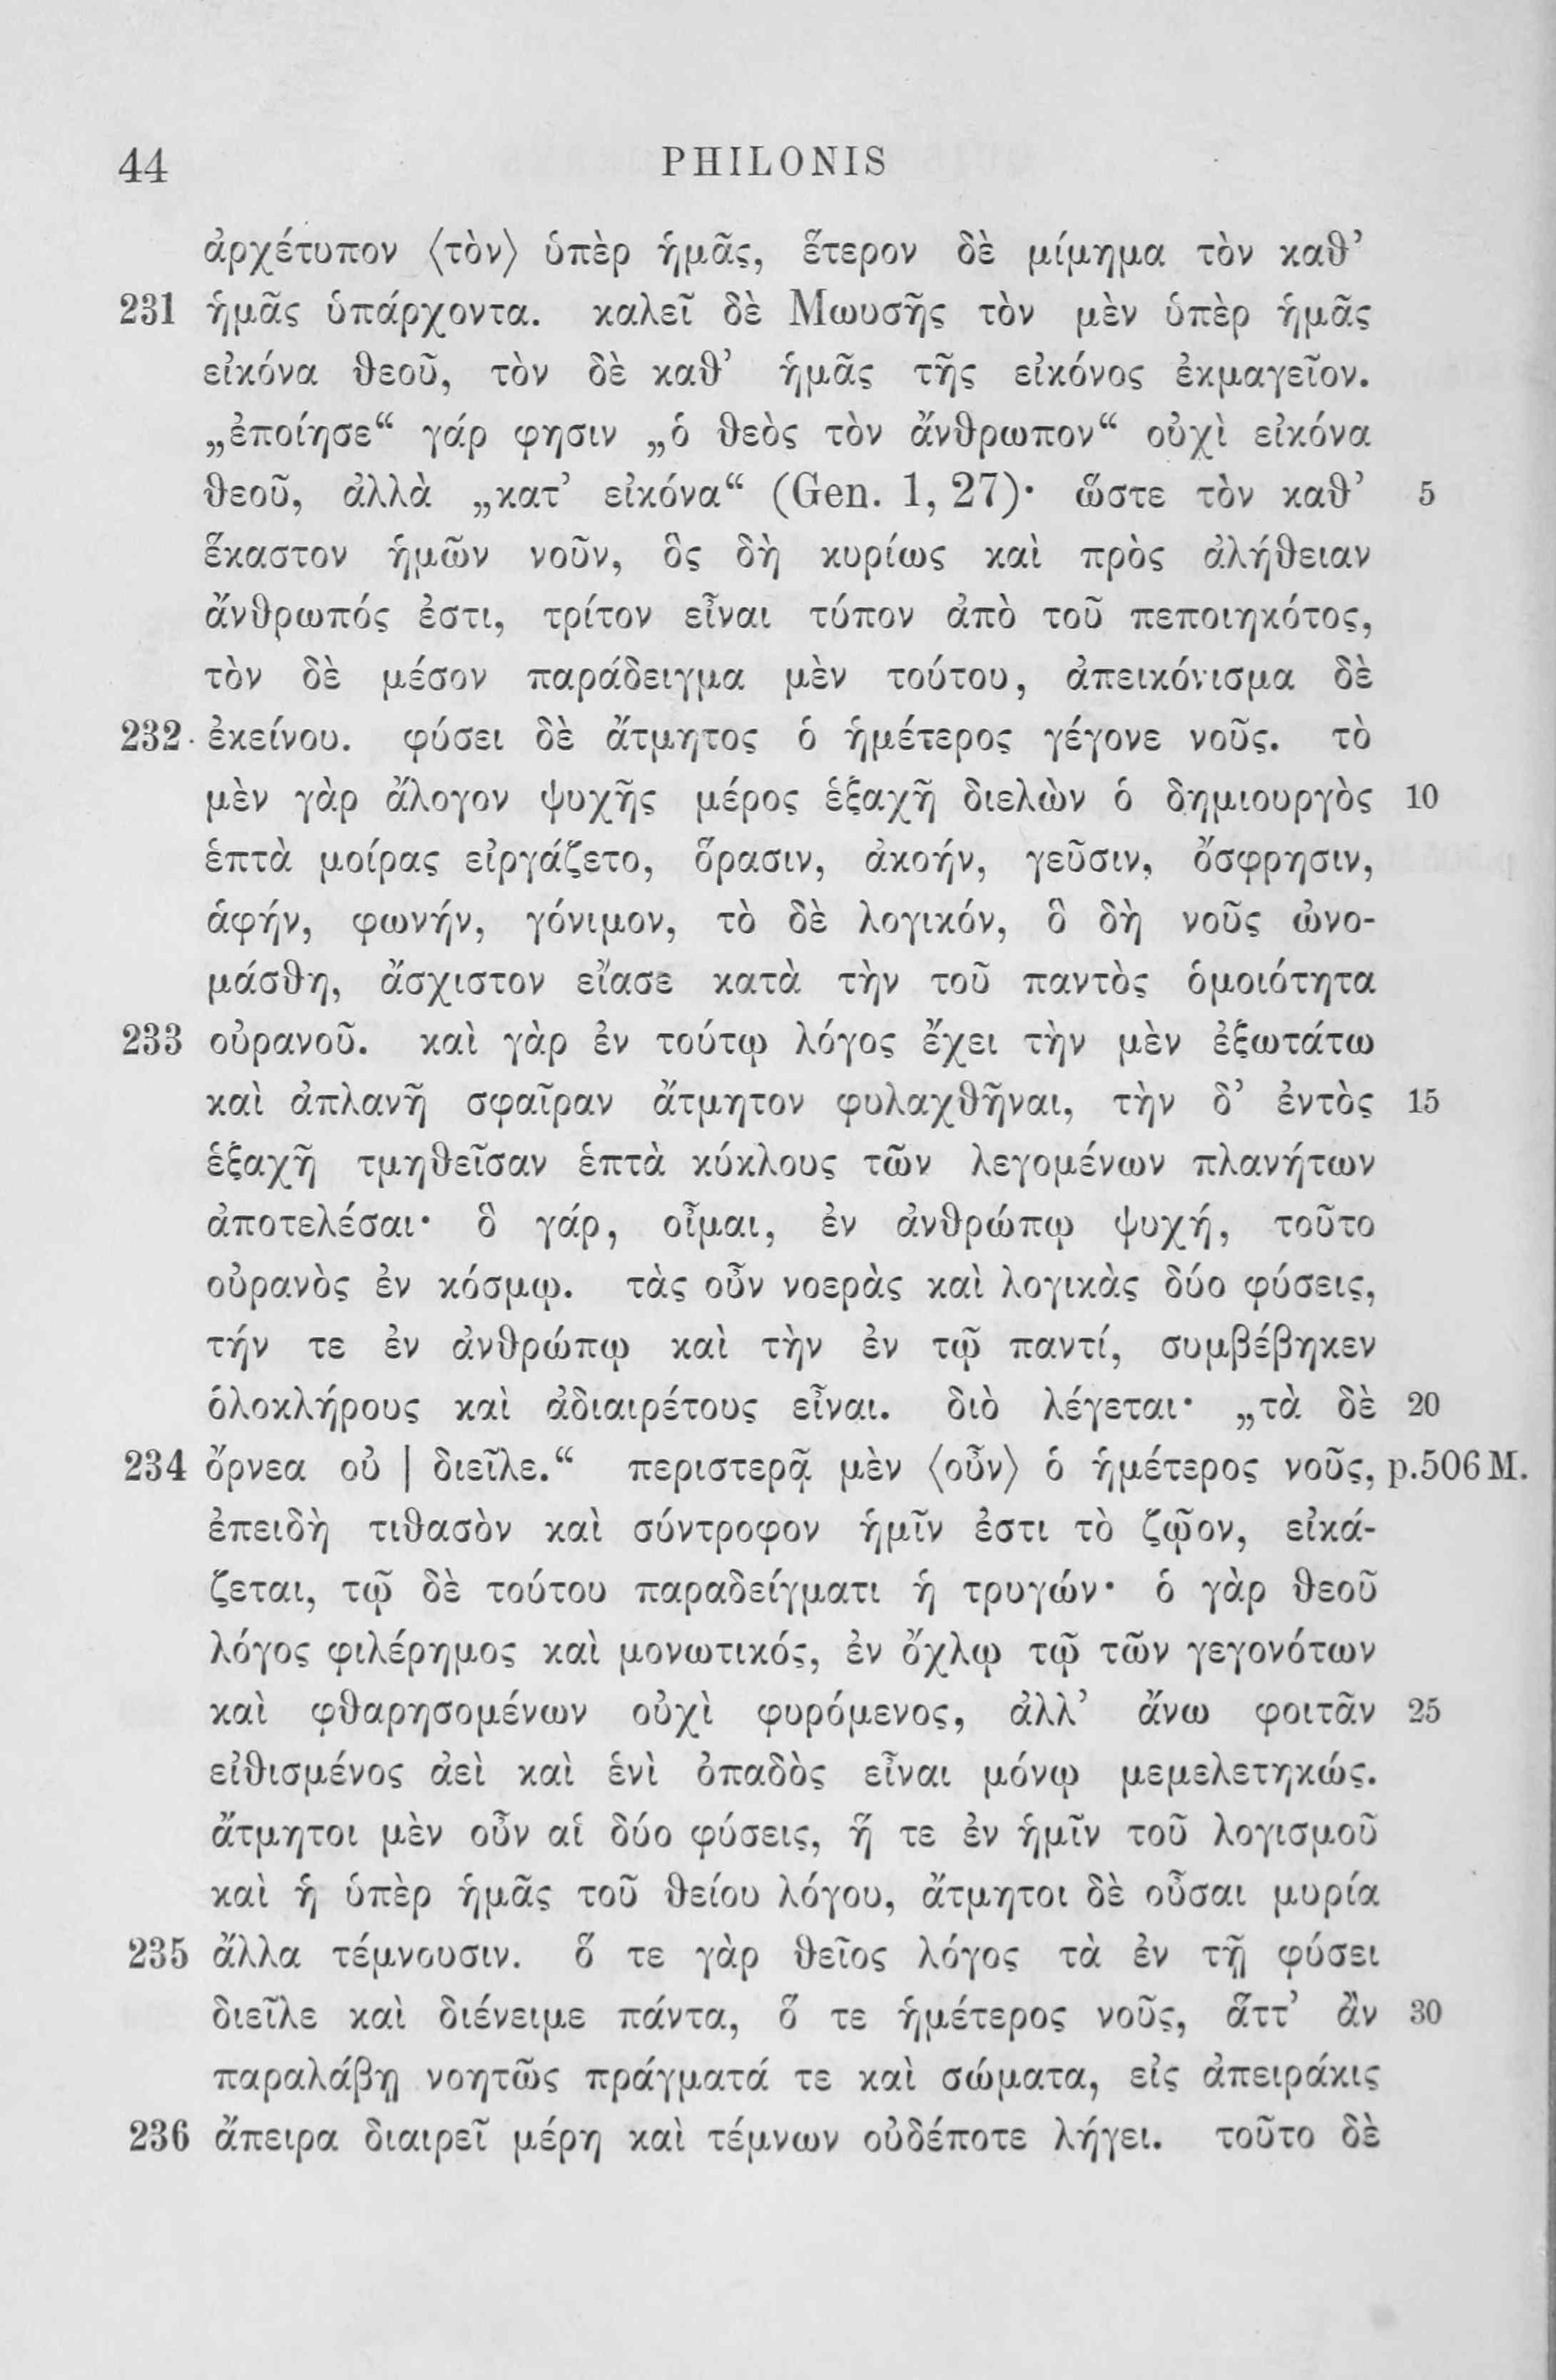 44 PHILONIS
ἀρχέτυπον ⟨τὸν⟩ ὑπὲρ ἡμᾶς, ἕτερον δὲ μίμημα τὸν καθ’
231 ἡμᾶς ὑπάρχοντα. καλεῖ δὲ Μωυσῆς τὸν μὲν ὑπὲρ ἡμᾶς
εἰκόνα θεοῦ, τὸν δὲ καθ’ ἡμᾶς τῆς εἰκόνος ἐκμαγεῖον.
„ἐποίησε“ γάρ φησιν „ὁ θεὸς τὸν ἄνθρωπον“ οὐχὶ εἰκόνα
θεοῦ, ἀλλὰ „κατ’ εἰκόνα“ (Gen. 1, 27)· ὥστε τὸν καθ’ 5
ἕκαστον ἡμῶν νοῦν, ὃς δὴ κυρίως καὶ πρὸς ἀλήθειαν
ἄνθρωπός ἐστι, τρίτον εἶναι τύπον ἀπὸ τοῦ πεποιηκότος,
τὸν δὲ μέσον παράδειγμα μὲν τούτου, ἀπεικόνισμα δὲ
232 ἐκείνου. φύσει δὲ ἄτμητος ὁ ἡμέτερος γέγονε νοῦς. τὸ
μὲν γὰρ ἄλογον ψυχῆς μέρος ἑξαχῆ διελὼν ὁ δημιουργὸς 10
ἑπτὰ μοίρας εἰργάζετο, ὅρασιν, ἀκοήν, γεῦσιν, ὄσφρησιν,
ἁφήν, φωνήν, γόνιμον, τὸ δὲ λογικόν, ὃ δὴ νοῦς ὠνο-
μάσθη, ἄσχιστον εἴασε κατὰ τὴν τοῦ παντὸς ὁμοιότητα
233 οὐρανοῦ. καὶ γὰρ ἐν τούτῳ λόγος ἔχει τὴν μὲν ἐξωτάτω
καὶ ἀπλανῆ σφαῖραν ἄτμητον φυλαχθῆναι, τὴν δ’ ἐντὸς 15
ἑξαχῆ τμηθεῖσαν ἑπτὰ κύκλους τῶν λεγομένων πλανήτων
ἀποτελέσαι· ὃ γάρ, οἶμαι, ἐν ἀνθρώπῳ ψυχή, τοῦτο
οὐρανὸς ἐν κόσμῳ. τὰς οὖν νοερὰς καὶ λογικὰς δύο φύσεις,
τήν τε ἐν ἀνθρώπῳ καὶ τὴν ἐν τῷ παντί, συμβέβηκεν
ὁλοκλήρους καὶ ἀδιαιρέτους εἶναι. διὸ λέγεται· „τὰ δὲ 20
234 ὄρνεα οὐ | διεῖλε.“ περιστερᾷ μὲν ⟨οὖν⟩ ὁ ἡμέτερος νοῦς, p.506 M.
ἐπειδὴ τιθασὸν καὶ σύντροφον ἡμῖν ἐστι τὸ ζῷον, εἰκά-
ζεται, τῷ δὲ τούτου παραδείγματι ἡ τρυγών· ὁ γὰρ θεοῦ
λόγος φιλέρημος καὶ μονωτικός, ἐν ὄχλῳ τῷ τῶν γεγονότων
καὶ φθαρησομένων οὐχὶ φυρόμενος, ἀλλ’ ἄνω φοιτᾶν 25
εἰθισμένος ἀεὶ καὶ ἑνὶ ὀπαδὸς εἶναι μόνῳ μεμελετηκώς.
ἄτμητοι μὲν οὖν αἱ δύο φύσεις, ἥ τε ἐν ἡμῖν τοῦ λογισμοῦ
καὶ ἡ ὑπὲρ ἡμᾶς τοῦ θείου λόγου, ἄτμητοι δὲ οὖσαι μυρία
235 ἄλλα τέμνουσιν. ὅ τε γὰρ θεῖος λόγος τὰ ἐν τῇ φύσει
διεῖλε καὶ διένειμε πάντα, ὅ τε ἡμέτερος νοῦς, ἅττ’ ἂν 30
παραλάβῃ νοητῶς πράγματά τε καὶ σώματα, εἰς ἀπειράκις
236 ἄπειρα διαιρεῖ μέρη καὶ τέμνων οὐδέποτε λήγει. τοῦτο δὲ